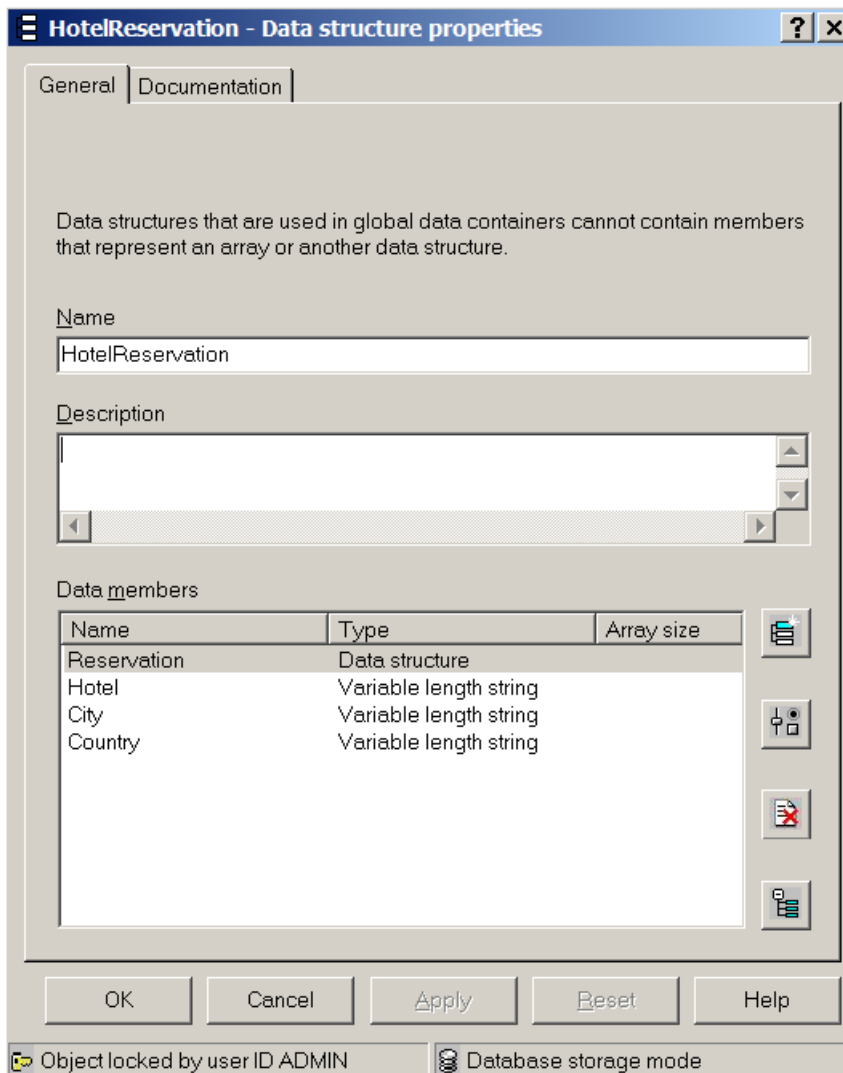 HotelReservation - Data structure properties
General Documentation
Data structures that are used in global data containers cannot contain members
that represent an array or another data structure.
Name
HotelReservation
Description
Data members
Name Type Array size
Reservation Data structure
Hotel Variable length string
City Variable length string
Country Variable length string
OK Cancel Apply Reset Help
Object locked by user ID ADMIN Database storage mode